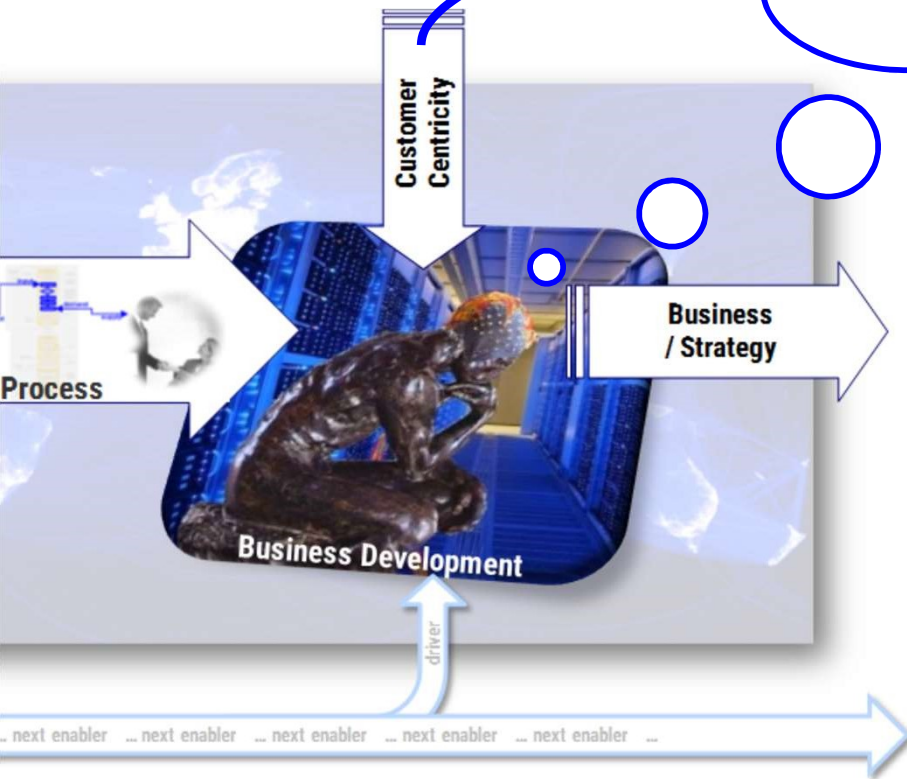 Customer
Centricity
Business
/ Strategy
Process
Business Development
driver
... next enabler ... next enabler ... next enabler ... next enabler ... next enabler ...